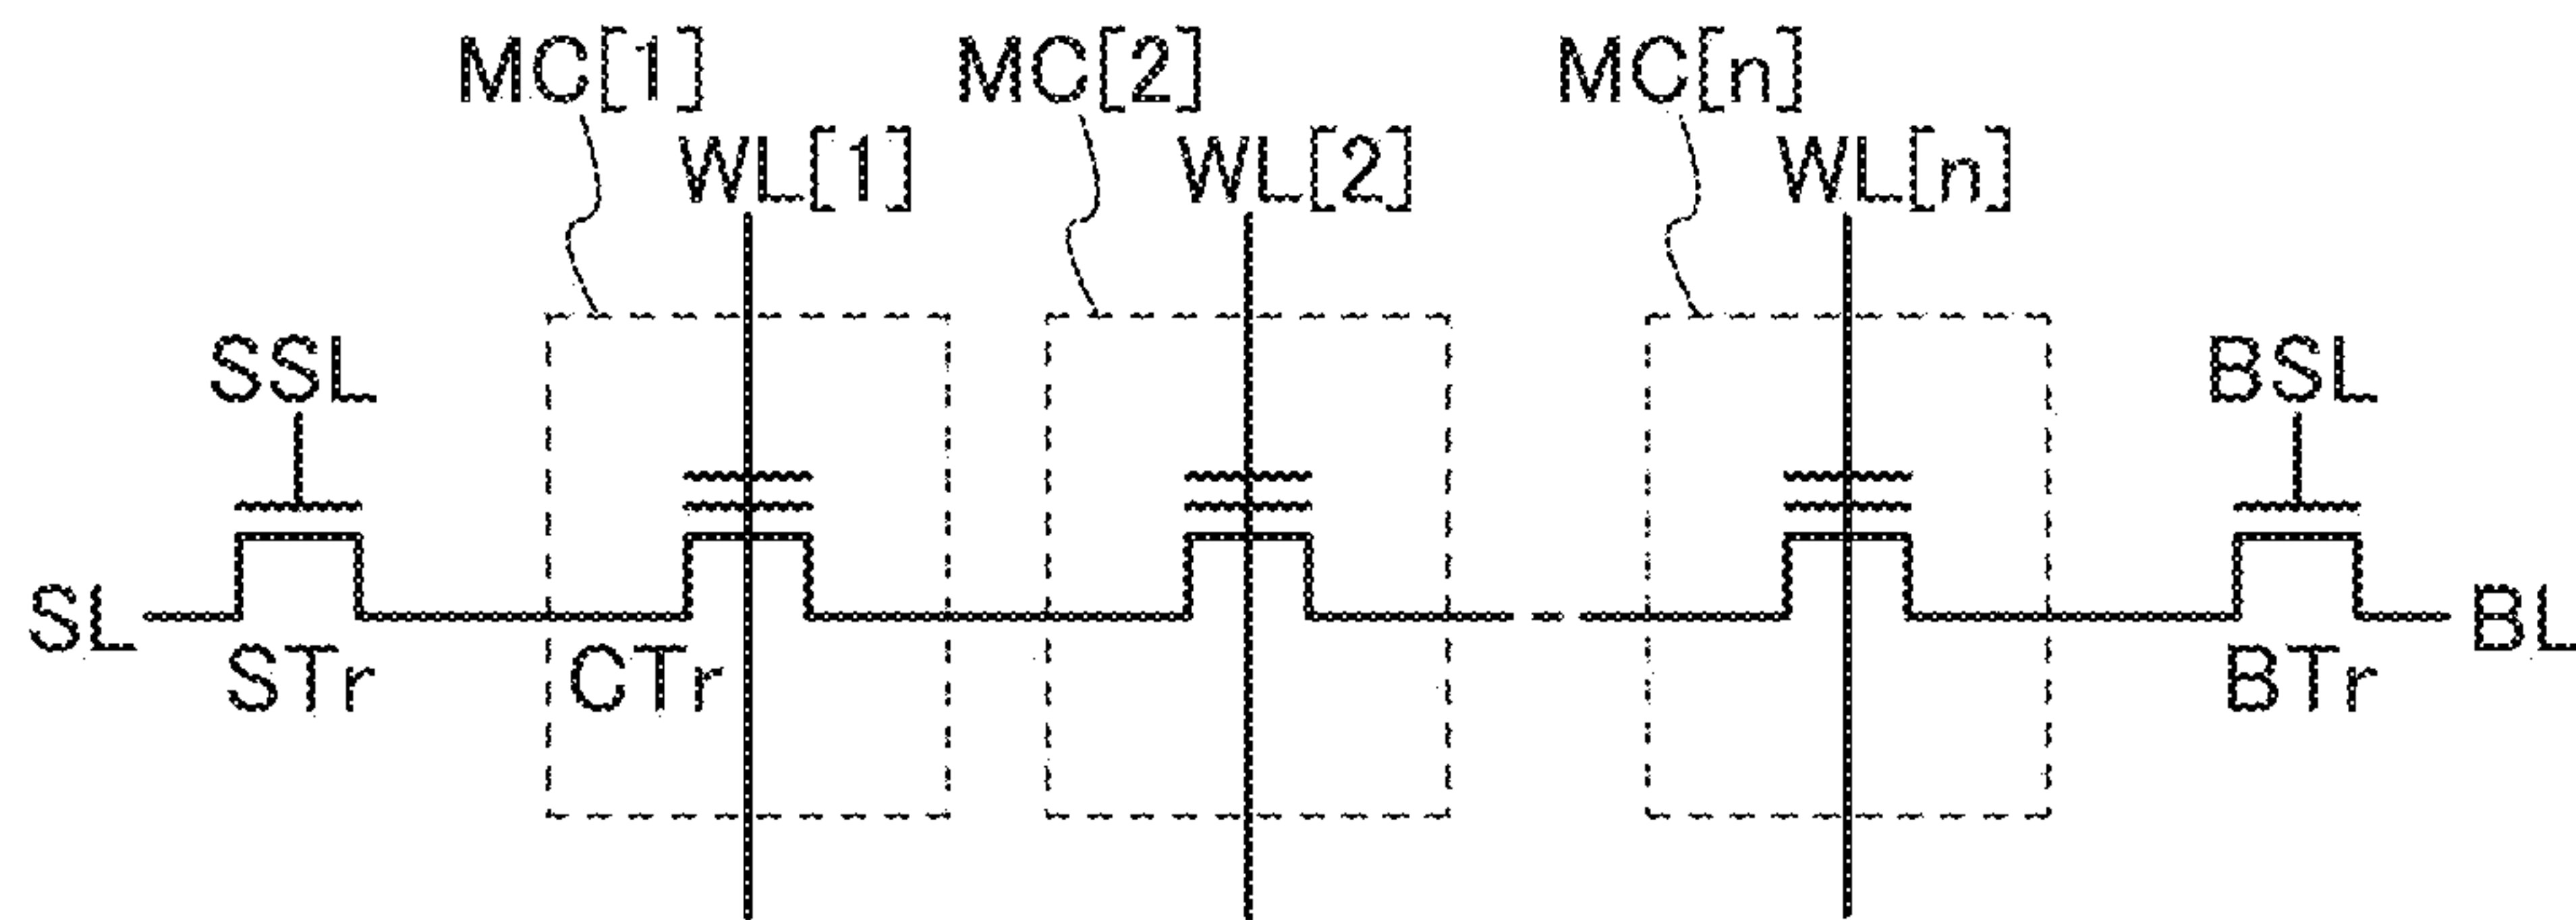 MC[1] MC[2] MC[n]
WL[1] WL[2] WL[n]
SSL BSL
SL BL
STr CTr BTr